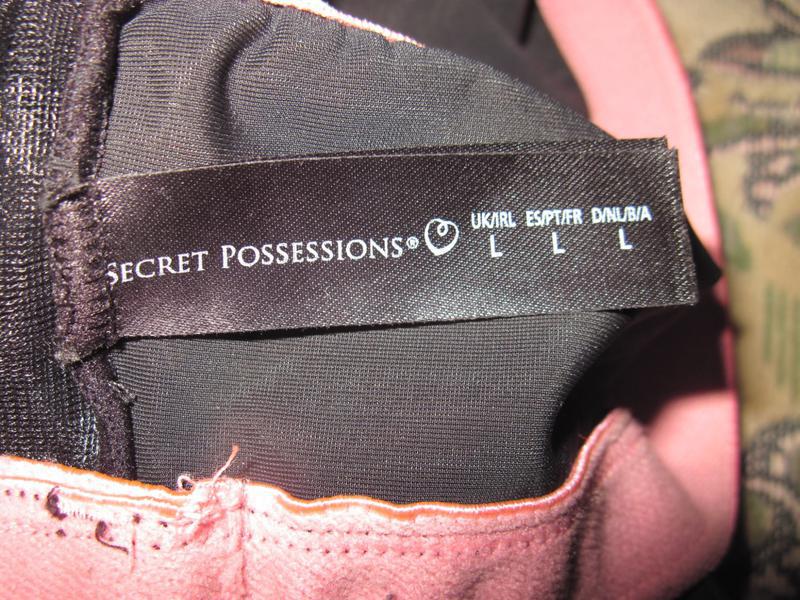 SECRET POSSESSIONS®
UK/IRL ES/PT/FR D/NL/B/A
L L L